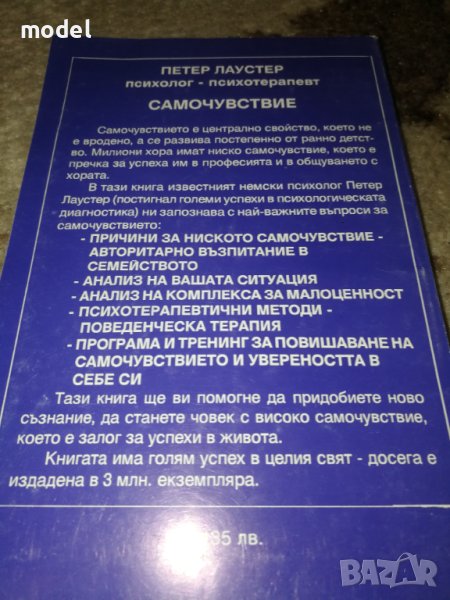 model
ПЕТЕР ЛАУСТЕР
психолог - психотерапевт
САМОЧУВСТВИЕ
Самочувствието е централно свойство, което не
е вродено, а се развива постепенно от ранно детст-
во. Милиони хора имат ниско самочувствие, което е
пречка за успеха им в професията и в общуването с
хората.
В тази книга известният немски психолог Петер
Лаустер (постигнал големи успехи в психологическата
диагностика) ни запознава с най-важните въпроси за
самочувствието:
- ПРИЧИНИ ЗА НИСКОТО САМОЧУВСТВИЕ -
АВТОРИТАРНО ВЪЗПИТАНИЕ В
СЕМЕЙСТВОТО
- АНАЛИЗ НА ВАШАТА СИТУАЦИЯ
- АНАЛИЗ НА КОМПЛЕКСА ЗА МАЛОЦЕННОСТ
- ПСИХОТЕРАПЕВТИЧНИ МЕТОДИ -
ПОВЕДЕНЧЕСКА ТЕРАПИЯ
- ПРОГРАМА И ТРЕНИНГ ЗА ПОВИШАВАНЕ НА
САМОЧУВСТВИЕТО И УВЕРЕНОСТТА В
СЕБЕ СИ
Тази книга ще ви помогне да придобиете ново
съзнание, да станете човек с високо самочувствие,
което е залог за успехи в живота.
Книгата има голям успех в целия свят - досега е
издадена в 3 млн. екземпляра.
лв.
BAZAR